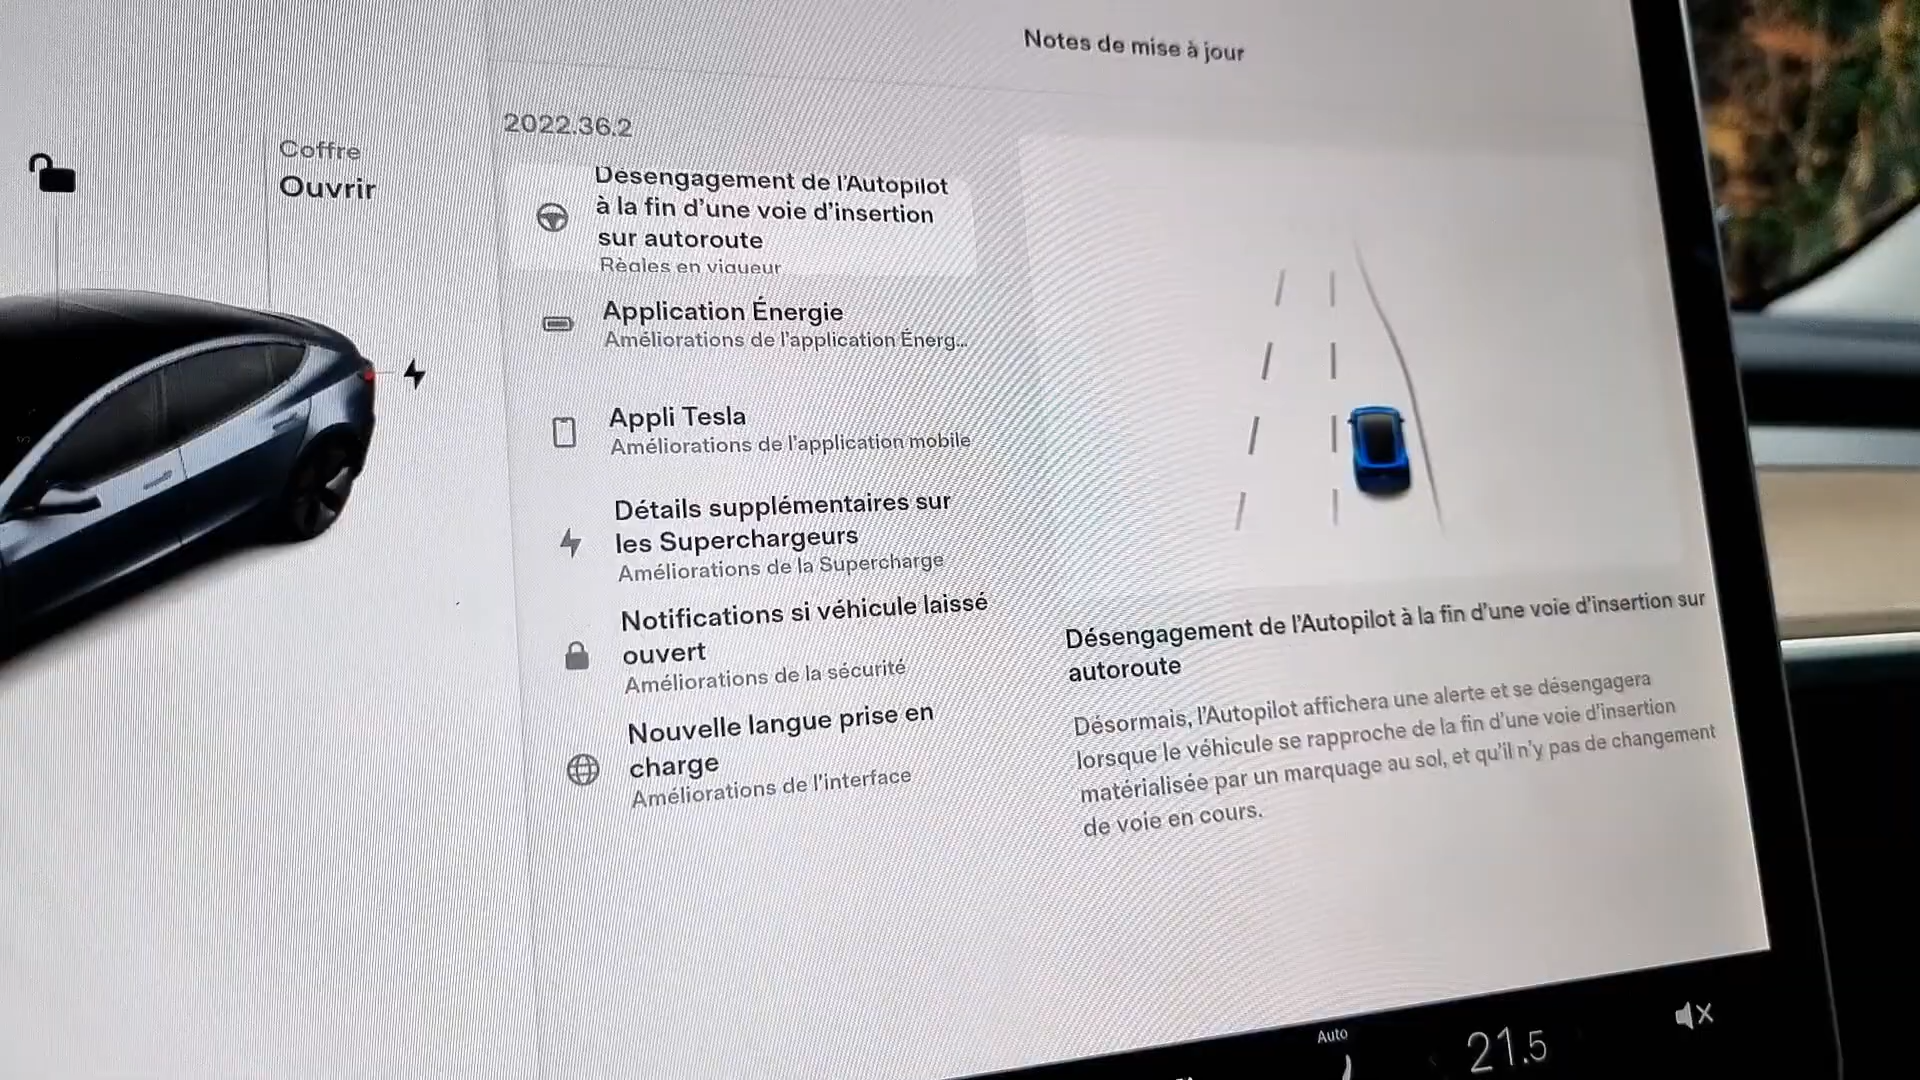 Notes de mise à jour
2022.36.2
Coffre
Ouvrir
Désengagement de l'Autopilot
à la fin d'une voie d'insertion
sur autoroute
Règles en vigueur
Application Énergie
Améliorations de l'application Énerg...
Appli Tesla
Améliorations de l'application mobile
Détails supplémentaires sur
les Superchargeurs
Améliorations de la Supercharge
Notifications si véhicule laissé
ouvert
Améliorations de la sécurité
Nouvelle langue prise en
charge
Améliorations de l'interface
Désengagement de l'Autopilot à la fin d'une voie d'insertion sur
autoroute
Désormais, l'Autopilot affichera une alerte et se désengagera
lorsque le véhicule se rapproche de la fin d'une voie d'insertion
matérialisée par un marquage au sol, et qu'il n'y pas de changement
de voie en cours.
Auto
21.5